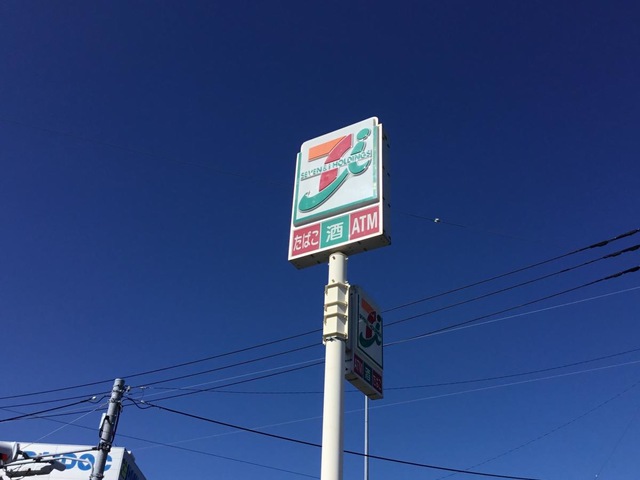 SEVEN & i HOLDINGS
たばこ 酒 ATM